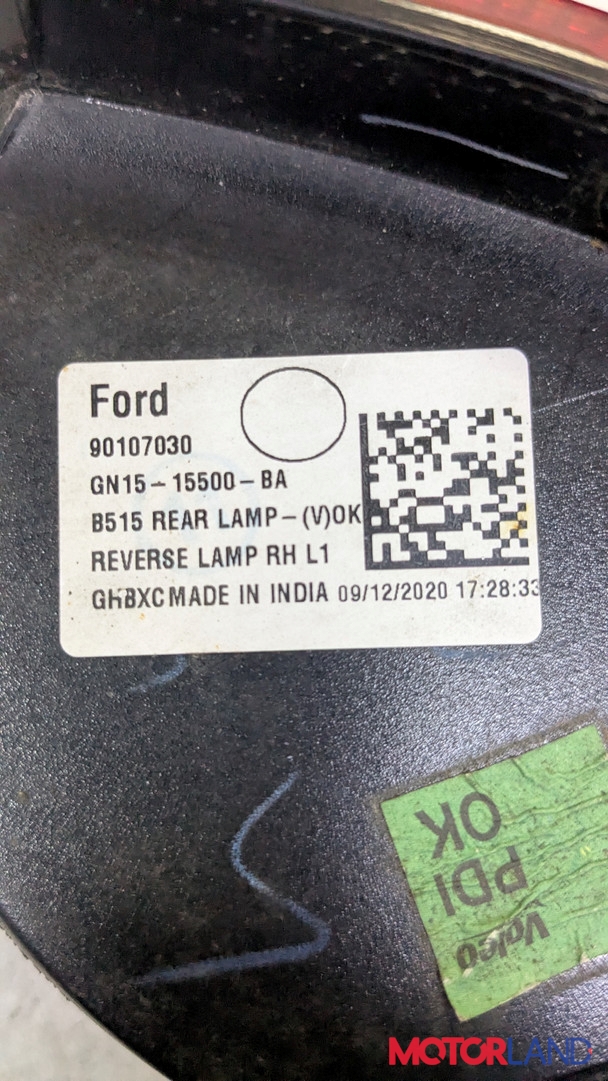 Ford
90107030
GN15-15500-BA
B515 REAR LAMP-(V)OK
REVERSE LAMP RH L1
MADE IN INDIA 09/12/2020 17:28:33
Valeo
PDI
OK
MOTORLAND